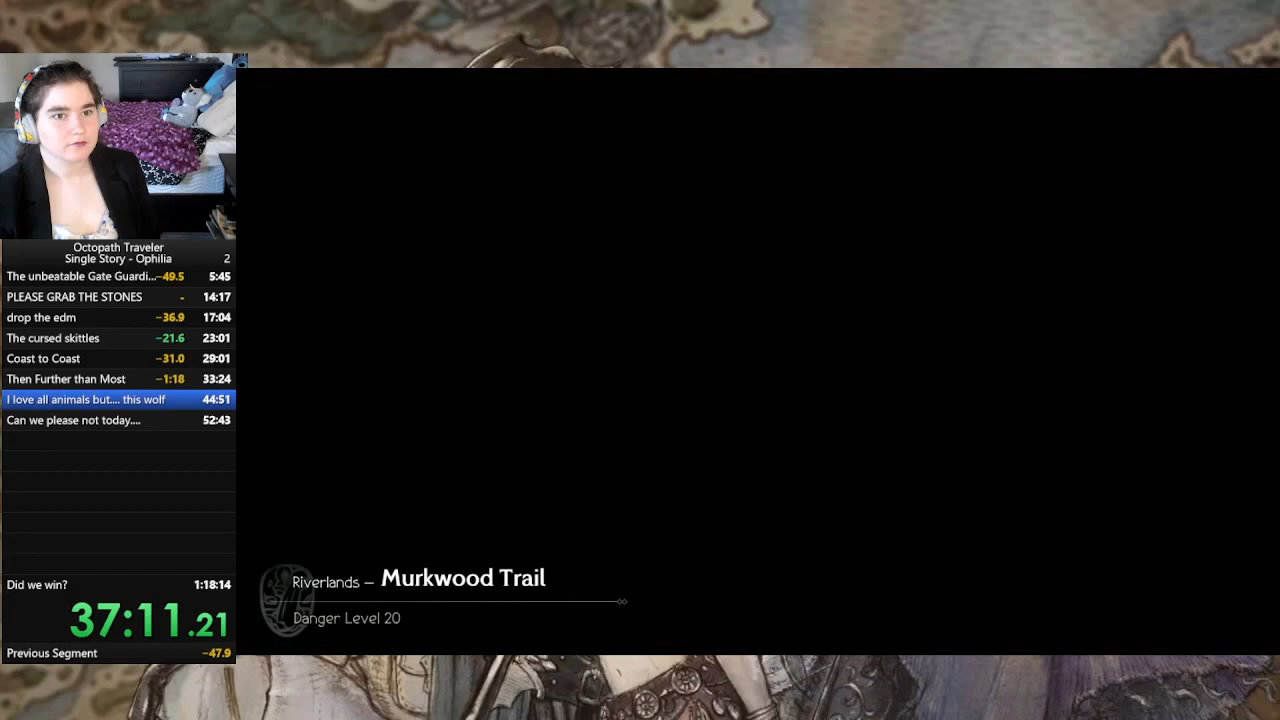 Octopath Traveler
Single Story - Ophilia 2
The unbeatable Gate Guardi... −49.5 5:45
PLEASE GRAB THE STONES - 14:17
drop the edm −36.9 17:04
The cursed skittles −21.6 23:01
Coast to Coast −31.0 29:01
Then Further than Most −1:18 33:24
I love all animals but.... this wolf 44:51
Can we please not today.... 52:43
Did we win? 1:18:14
37:11.21
Previous Segment −47.9
Riverlands – Murkwood Trail
Danger Level 20